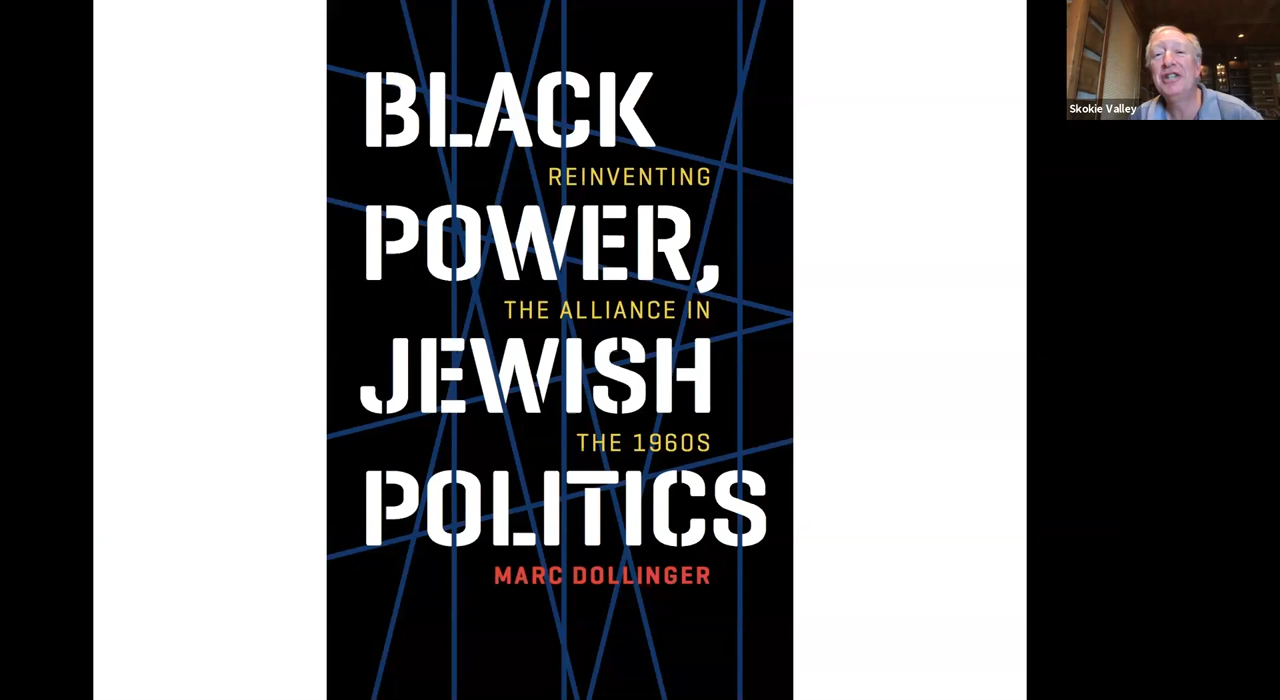 BLACK
REINVENTING
POWER,
THE ALLIANCE IN
JEWISH
THE 1960S
POLITICS
MARC DOLLINGER
Skokie Valley